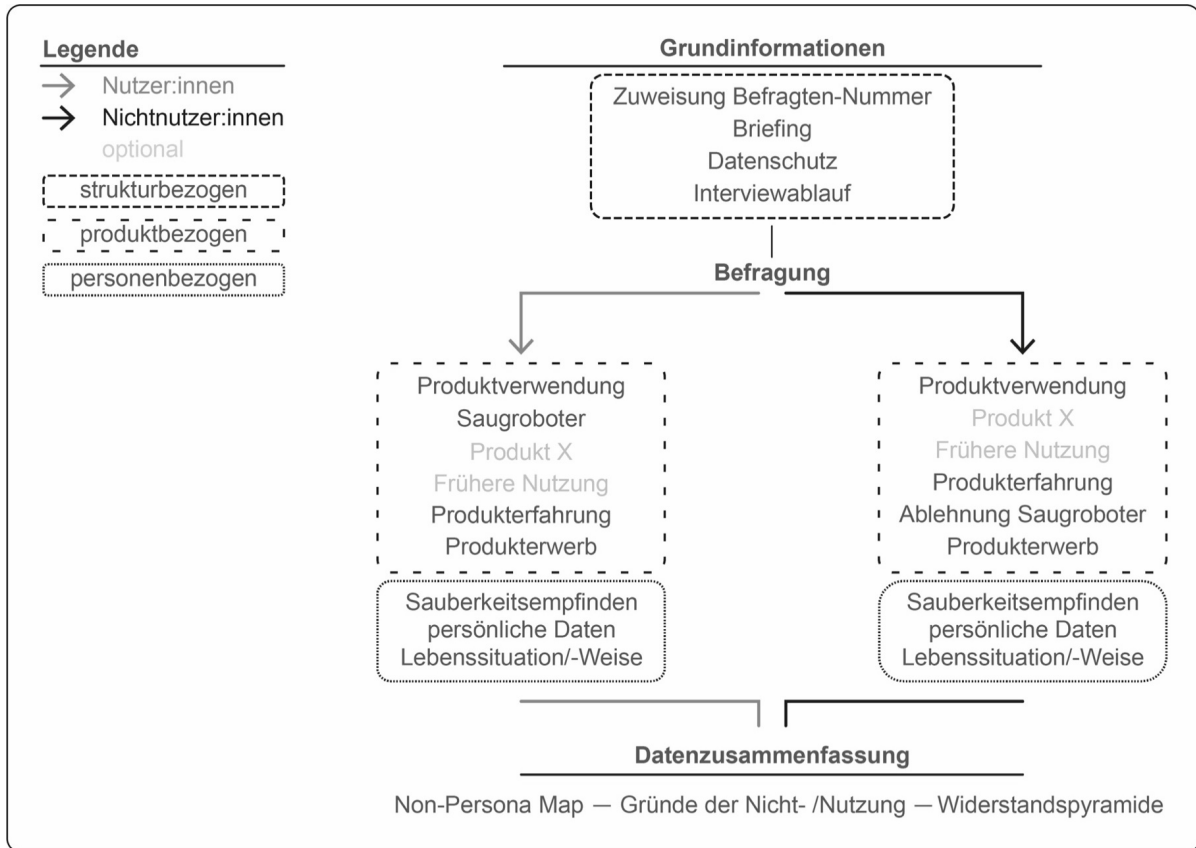 Legende
Nutzer:innen
Nichtnutzer:innen
optional
strukturbezogen
produktbezogen
personenbezogen
Grundinformationen
Zuweisung Befragten-Nummer
Briefing
Datenschutz
Interviewablauf
Befragung
Produktverwendung
Saugroboter
Produkt X
Frühere Nutzung
Produkterfahrung
Produkterwerb
Sauberkeitsempfinden
persönliche Daten
Lebenssituation/-Weise
Produktverwendung
Produkt X
Frühere Nutzung
Produkterfahrung
Ablehnung Saugroboter
Produkterwerb
Sauberkeitsempfinden
persönliche Daten
Lebenssituation/-Weise
Datenzusammenfassung
Non-Persona Map — Gründe der Nicht- /Nutzung — Widerstandspyramide